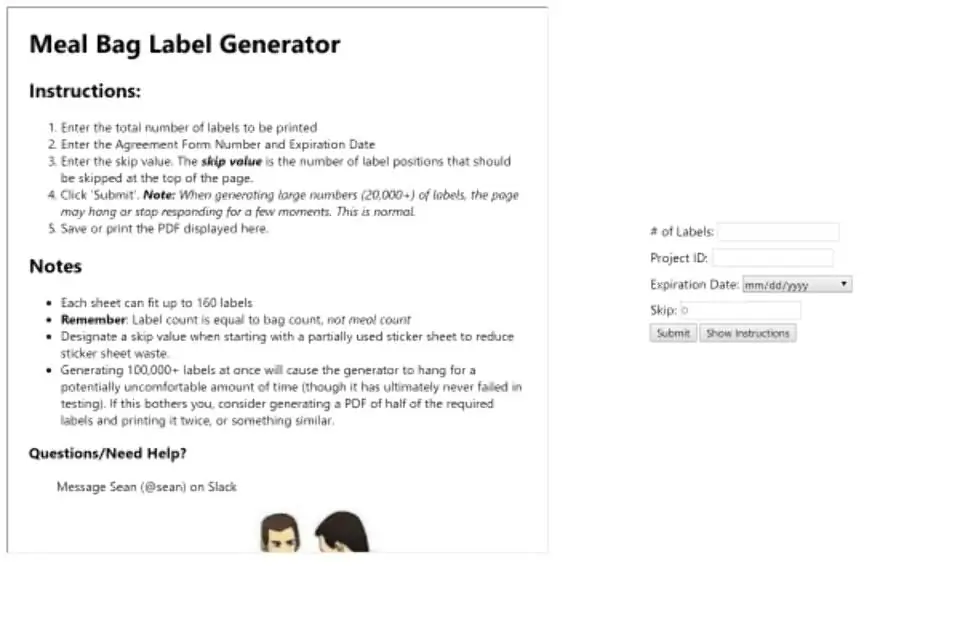 Meal Bag Label Generator
Instructions:
1. Enter the total number of labels to be printed
2. Enter the Agreement Form Number and Expiration Date
3. Enter the skip value. The skip value is the number of label positions that should
be skipped at the top of the page.
4. Click 'Submit'. Note: When generating large numbers (20,000+) of labels, the page
may hang or stop responding for a few moments. This is normal.
5. Save or print the PDF displayed here.
Notes
• Each sheet can fit up to 160 labels
• Remember: Label count is equal to bag count, not meal count
• Designate a skip value when starting with a partially used sticker sheet to reduce
sticker sheet waste.
• Generating 100,000+ labels at once will cause the generator to hang for a
potentially uncomfortable amount of time (though it has ultimately never failed in
testing). If this bothers you, consider generating a PDF of half of the required
labels and printing it twice, or something similar.
Questions/Need Help?
Message Sean (@sean) on Slack
# of Labels:
Project ID:
Expiration Date: mm/dd/yyyy
Skip: 0
Submit Show Instructions